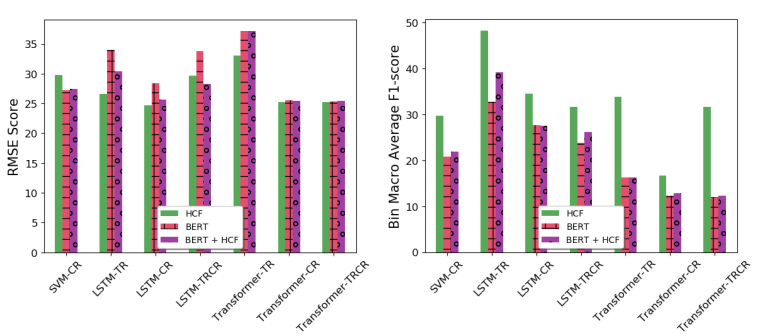 RMSE Score
35
30
25
20
15
10
5
0
HCF
BERT
BERT + HCF
SVM-CR
LSTM-TR
LSTM-CR
LSTM-TRCR
Transformer-TR
Transformer-CR
Transformer-TRCR
Bin Macro Average F1-score
50
40
30
20
10
0
HCF
BERT
BERT + HCF
SVM-CR
LSTM-TR
LSTM-CR
LSTM-TRCR
Transformer-TR
Transformer-CR
Transformer-TRCR